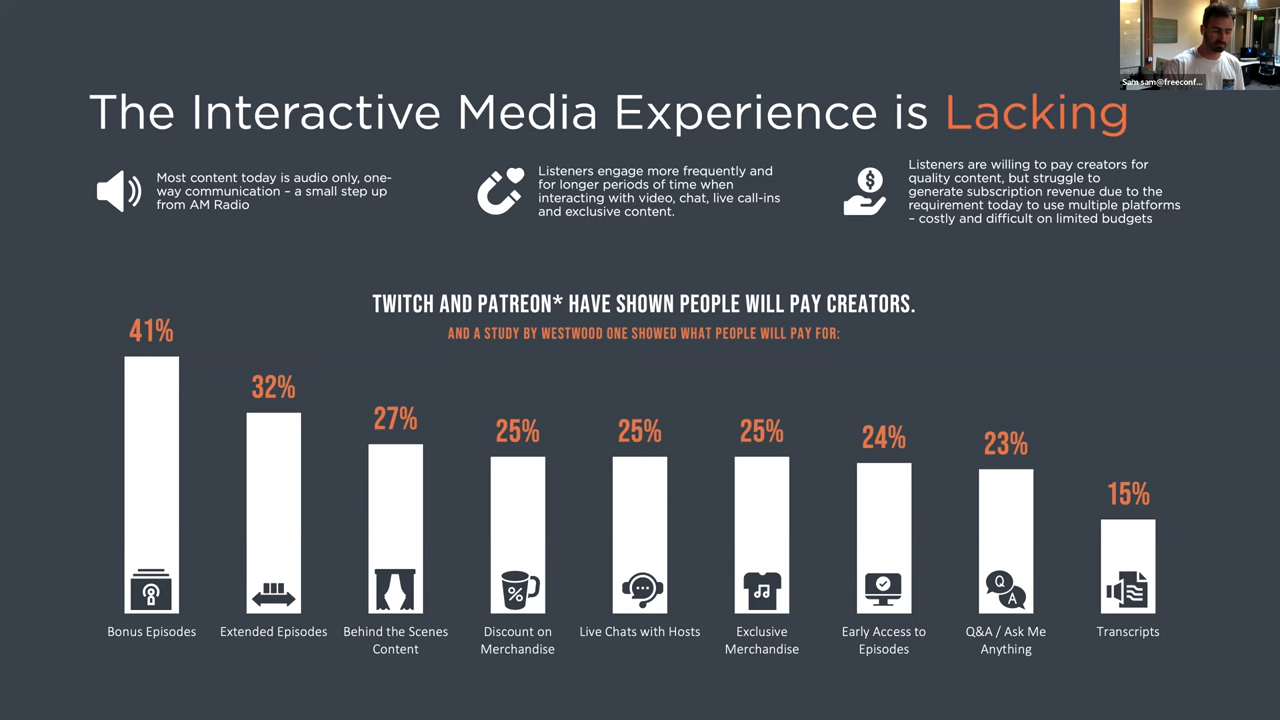 Sam sam@freeconf...
The Interactive Media Experience is Lacking
Most content today is audio only, one-
way communication – a small step up
from AM Radio
Listeners engage more frequently and
for longer periods of time when
interacting with video, chat, live call-ins
and exclusive content.
Listeners are willing to pay creators for
quality content, but struggle to
generate subscription revenue due to the
requirement today to use multiple platforms
– costly and difficult on limited budgets
TWITCH AND PATREON* HAVE SHOWN PEOPLE WILL PAY CREATORS.
AND A STUDY BY WESTWOOD ONE SHOWED WHAT PEOPLE WILL PAY FOR:
41%
32%
27%
25%
25%
25%
24%
23%
15%
%
Q
A
Bonus Episodes
Extended Episodes
Behind the Scenes
Content
Discount on
Merchandise
Live Chats with Hosts
Exclusive
Merchandise
Early Access to
Episodes
Q&A / Ask Me
Anything
Transcripts